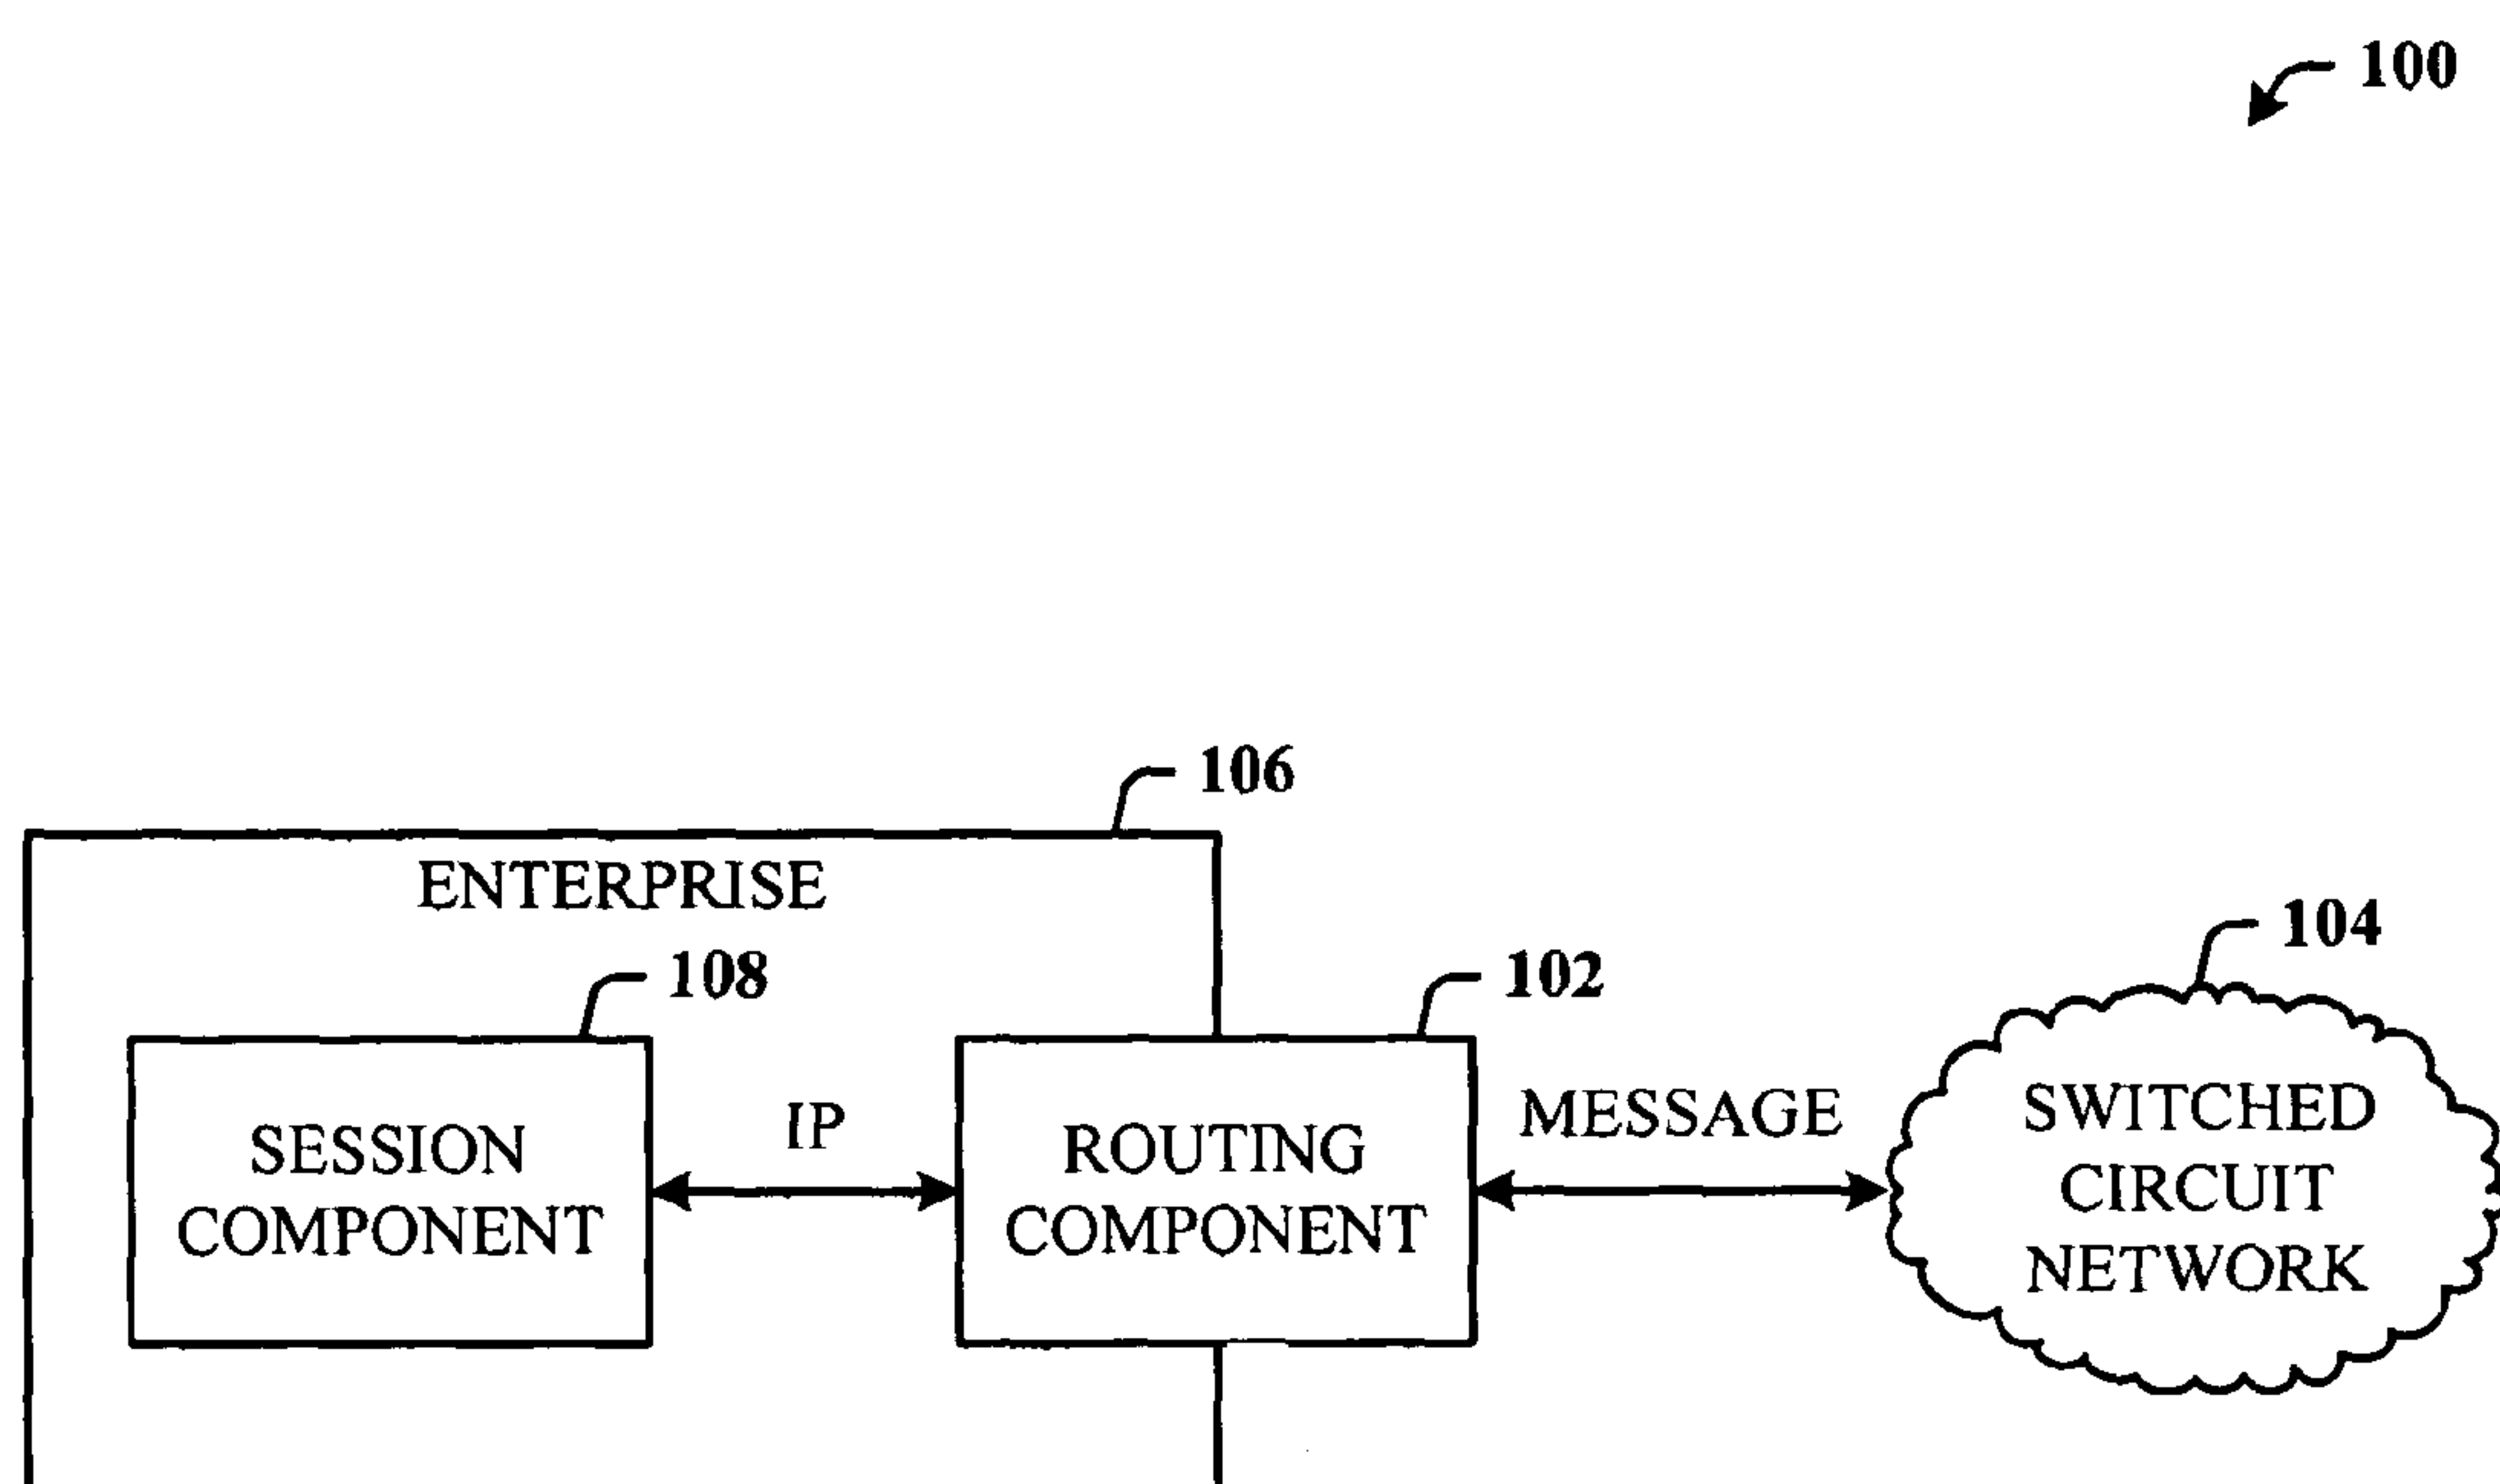 100
106
ENTERPRISE
104
108
102
SESSION
COMPONENT
IP
ROUTING
COMPONENT
MESSAGE
SWITCHED
CIRCUIT
NETWORK